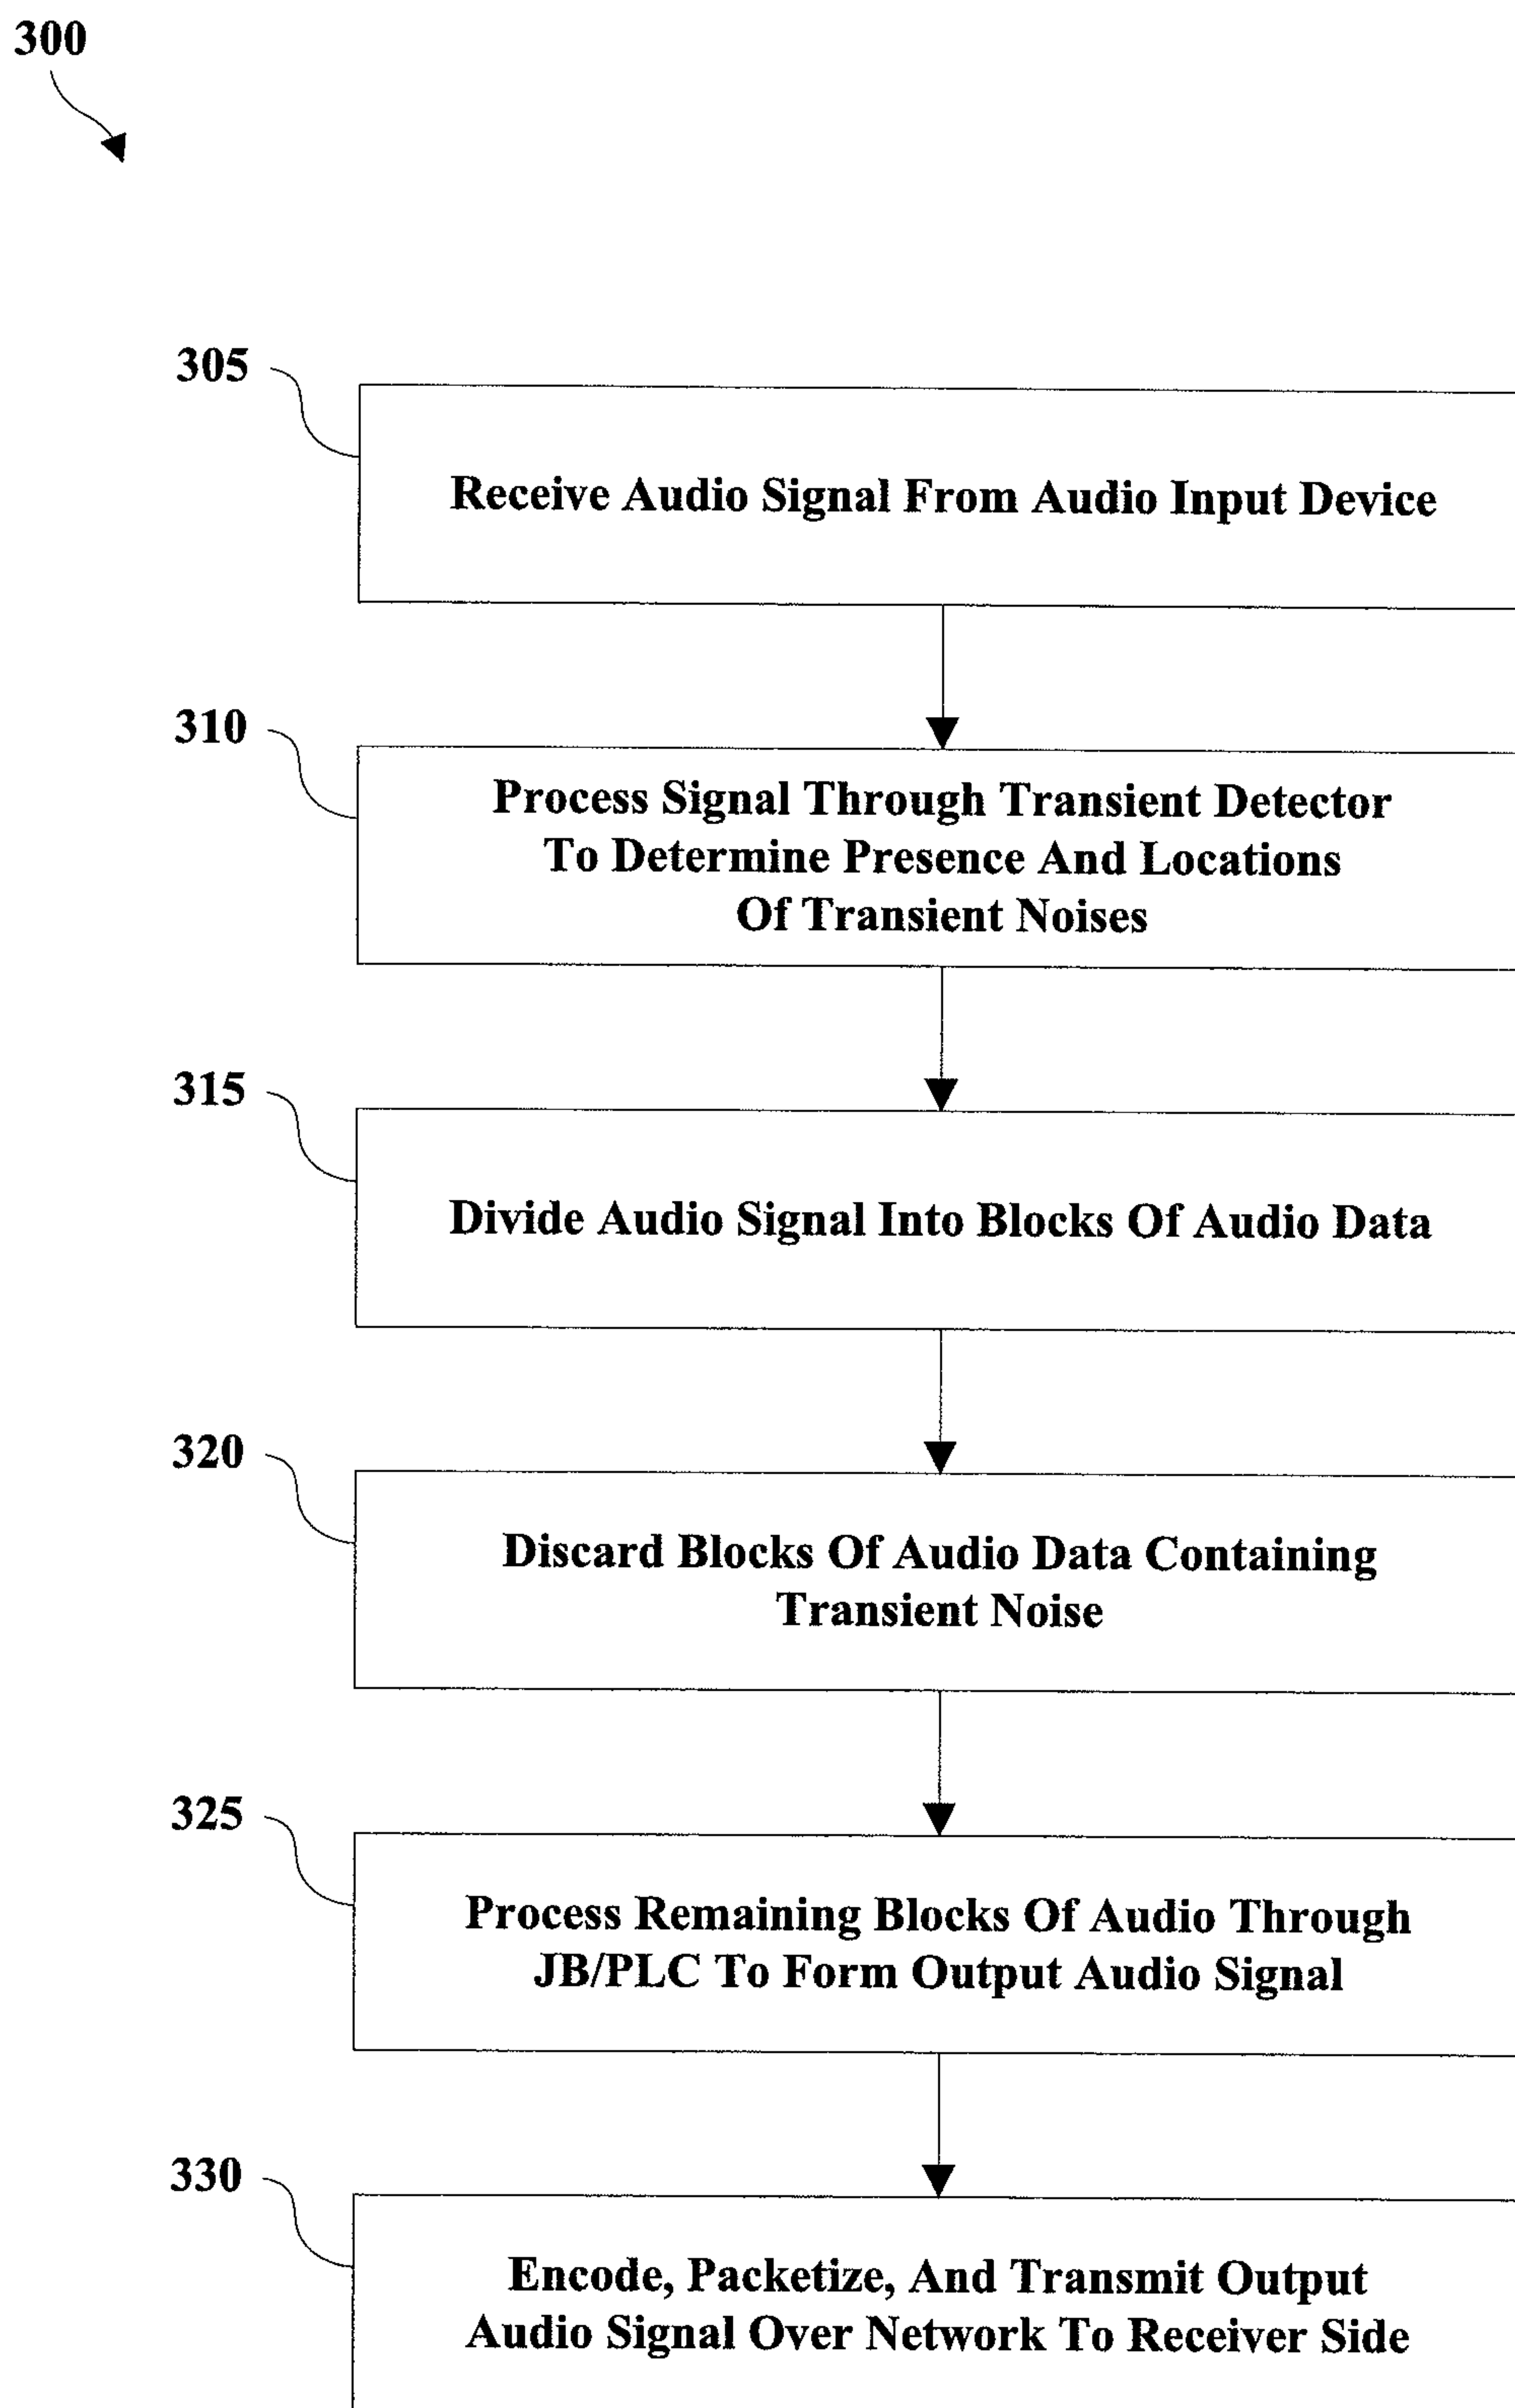 300
305
Receive Audio Signal From Audio Input Device
310
Process Signal Through Transient Detector
To Determine Presence And Locations
Of Transient Noises
315
Divide Audio Signal Into Blocks Of Audio Data
320
Discard Blocks Of Audio Data Containing
Transient Noise
325
Process Remaining Blocks Of Audio Through
JB/PLC To Form Output Audio Signal
330
Encode, Packetize, And Transmit Output
Audio Signal Over Network To Receiver Side